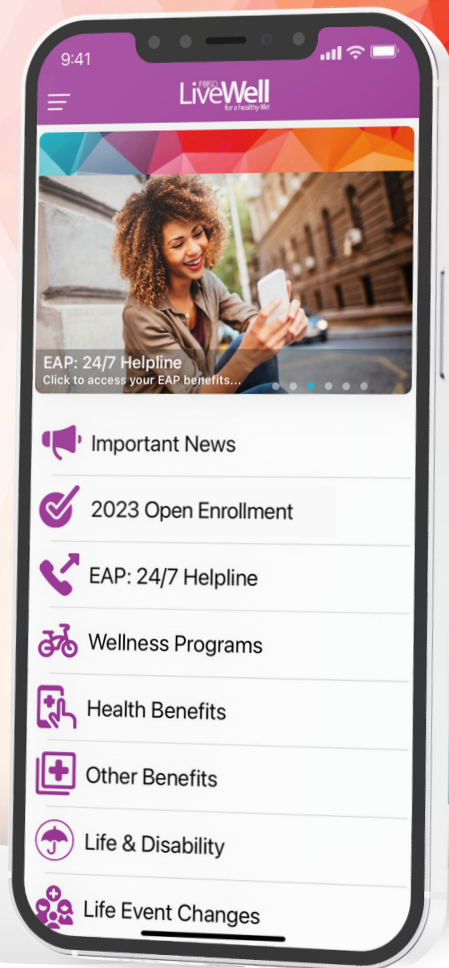 9:41
FBISD
LiveWell
for a healthy life!
EAP: 24/7 Helpline
Click to access your EAP benefits...
Important News
2023 Open Enrollment
EAP: 24/7 Helpline
Wellness Programs
Health Benefits
Other Benefits
Life & Disability
Life Event Changes